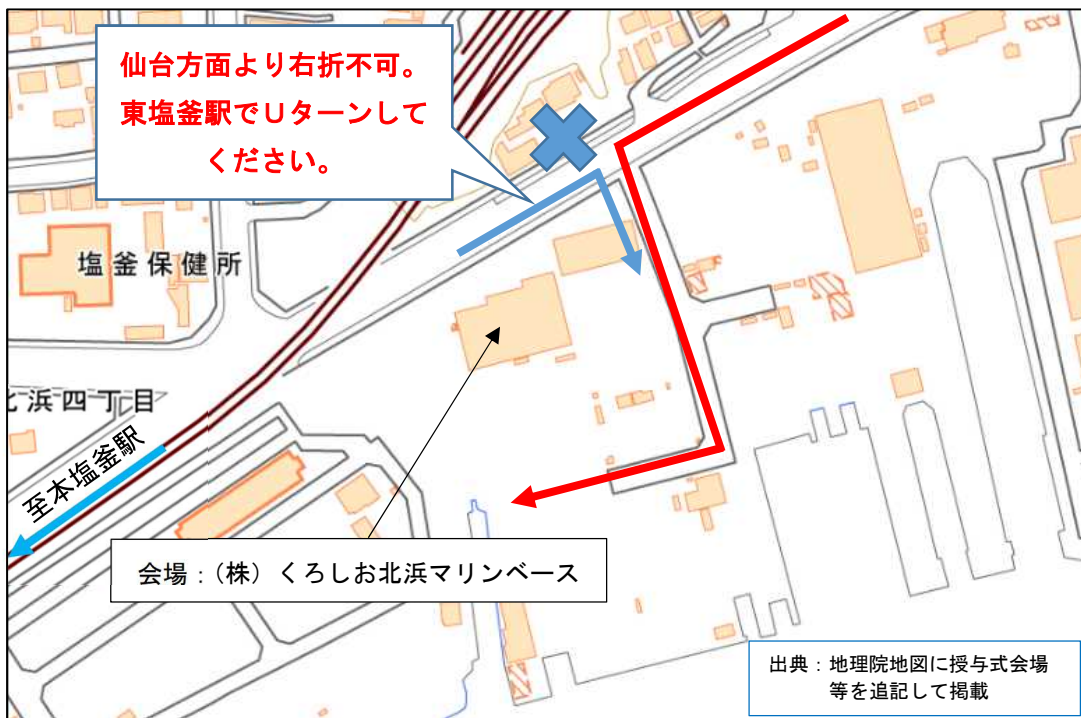 仙台方面より右折不可。
東塩釜駅でUターンして
ください。
塩釜保健所
北浜四丁目
至本塩釜駅
会場：（株）くろしお北浜マリンベース
出典：地理院地図に授与式会場
等を追記して掲載